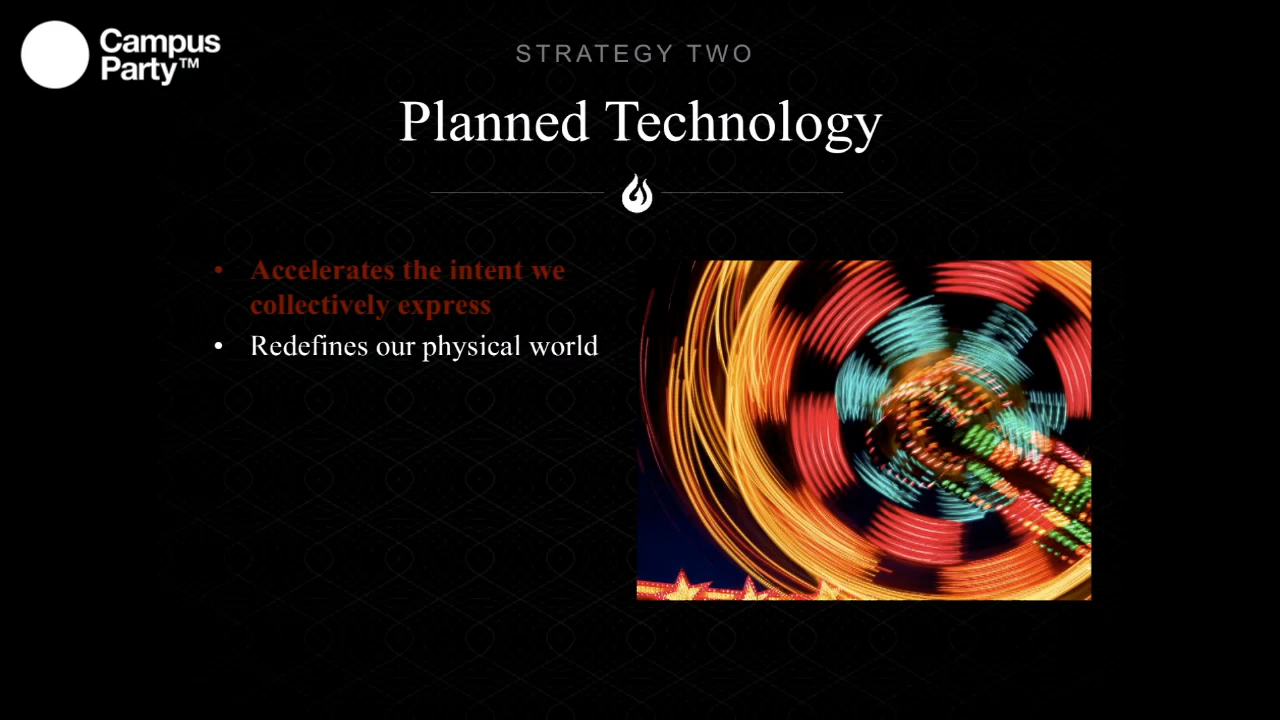 Campus
Party™
STRATEGY TWO
Planned Technology
• Accelerates the intent we
collectively express
• Redefines our physical world